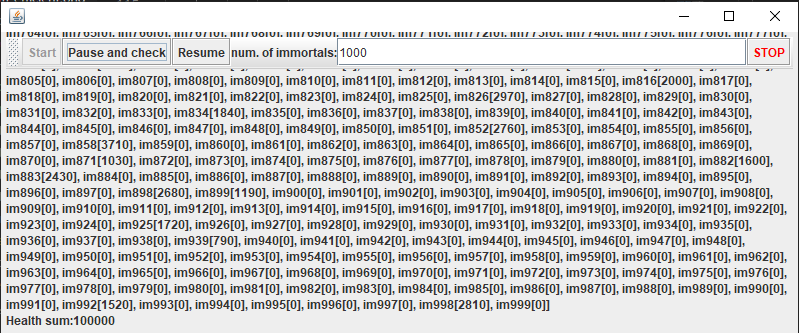 Start Pause and check Resume num. of immortals: 1000 STOP
im805[0], im806[0], im807[0], im808[0], im809[0], im810[0], im811[0], im812[0], im813[0], im814[0], im815[0], im816[2000], im817[0],
im818[0], im819[0], im820[0], im821[0], im822[0], im823[0], im824[0], im825[0], im826[2970], im827[0], im828[0], im829[0], im830[0],
im831[0], im832[0], im833[0], im834[1840], im835[0], im836[0], im837[0], im838[0], im839[0], im840[0], im841[0], im842[0], im843[0],
im844[0], im845[0], im846[0], im847[0], im848[0], im849[0], im850[0], im851[0], im852[2760], im853[0], im854[0], im855[0], im856[0],
im857[0], im858[3710], im859[0], im860[0], im861[0], im862[0], im863[0], im864[0], im865[0], im866[0], im867[0], im868[0], im869[0],
im870[0], im871[1030], im872[0], im873[0], im874[0], im875[0], im876[0], im877[0], im878[0], im879[0], im880[0], im881[0], im882[1600],
im883[2430], im884[0], im885[0], im886[0], im887[0], im888[0], im889[0], im890[0], im891[0], im892[0], im893[0], im894[0], im895[0],
im896[0], im897[0], im898[2680], im899[1190], im900[0], im901[0], im902[0], im903[0], im904[0], im905[0], im906[0], im907[0], im908[0],
im909[0], im910[0], im911[0], im912[0], im913[0], im914[0], im915[0], im916[0], im917[0], im918[0], im919[0], im920[0], im921[0], im922[0],
im923[0], im924[0], im925[1720], im926[0], im927[0], im928[0], im929[0], im930[0], im931[0], im932[0], im933[0], im934[0], im935[0],
im936[0], im937[0], im938[0], im939[790], im940[0], im941[0], im942[0], im943[0], im944[0], im945[0], im946[0], im947[0], im948[0],
im949[0], im950[0], im951[0], im952[0], im953[0], im954[0], im955[0], im956[0], im957[0], im958[0], im959[0], im960[0], im961[0], im962[0],
im963[0], im964[0], im965[0], im966[0], im967[0], im968[0], im969[0], im970[0], im971[0], im972[0], im973[0], im974[0], im975[0], im976[0],
im977[0], im978[0], im979[0], im980[0], im981[0], im982[0], im983[0], im984[0], im985[0], im986[0], im987[0], im988[0], im989[0], im990[0],
im991[0], im992[1520], im993[0], im994[0], im995[0], im996[0], im997[0], im998[2810], im999[0]]
Health sum:100000